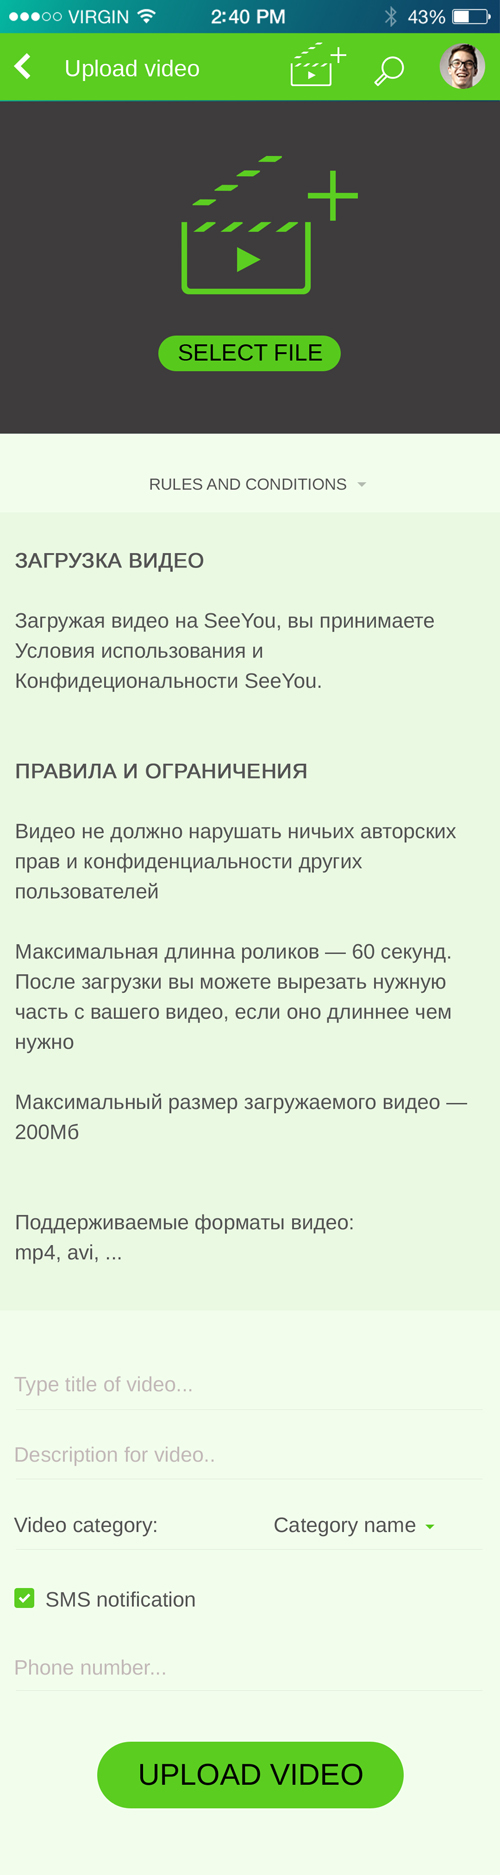 VIRGIN 2:40 PM 43%
Upload video
SELECT FILE
RULES AND CONDITIONS
ЗАГРУЗКА ВИДЕО
Загружая видео на SeeYou, вы принимаете
Условия использования и
Конфидециональности SeeYou.
ПРАВИЛА И ОГРАНИЧЕНИЯ
Видео не должно нарушать ничьих авторских
прав и конфиденциальности других
пользователей
Максимальная длинна роликов — 60 секунд.
После загрузки вы можете вырезать нужную
часть с вашего видео, если оно длиннее чем
нужно
Максимальный размер загружаемого видео —
200Мб
Поддерживаемые форматы видео:
mp4, avi, ...
Type title of video...
Description for video..
Video category: Category name
SMS notification
Phone number...
UPLOAD VIDEO